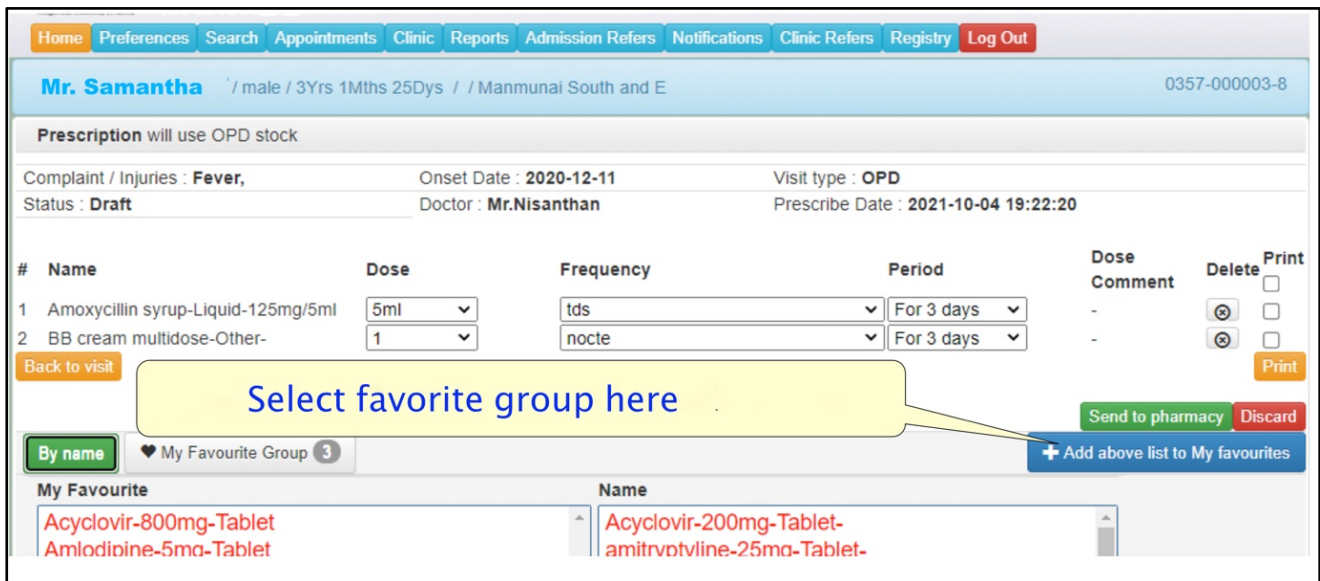 Home Preferences Search Appointments Clinic Reports Admission Refers Notifications Clinic Refers Registry Log Out
Mr. Samantha / male / 3Yrs 1Mths 25Dys / / Manmunai South and E 0357-000003-8
Prescription will use OPD stock
Complaint / Injuries : Fever, Onset Date : 2020-12-11 Visit type : OPD
Status : Draft Doctor : Mr.Nisanthan Prescribe Date : 2021-10-04 19:22:20
# Name Dose Frequency Period Dose Comment Delete Print
1 Amoxycillin syrup-Liquid-125mg/5ml 5ml tds For 3 days -
2 BB cream multidose-Other- 1 nocte For 3 days -
Back to visit Print
Select favorite group here
Send to pharmacy Discard
By name My Favourite Group 3 Add above list to My favourites
My Favourite Name
Acyclovir-800mg-Tablet Acyclovir-200mg-Tablet-
Amlodipine-5mg-Tablet amitryptyline-25mg-Tablet-